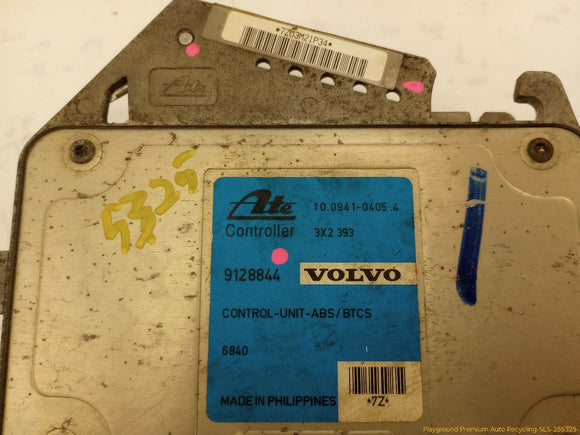 *7Z03M21P34*
Ate
5325
Ate 10.0941-0405.4
Controller 3X2 393
9128844 VOLVO
CONTROL-UNIT-ABS/BTCS
6840
MADE IN PHILIPPINES *7Z*
Playground Premium Auto Recycling-SLS-255325